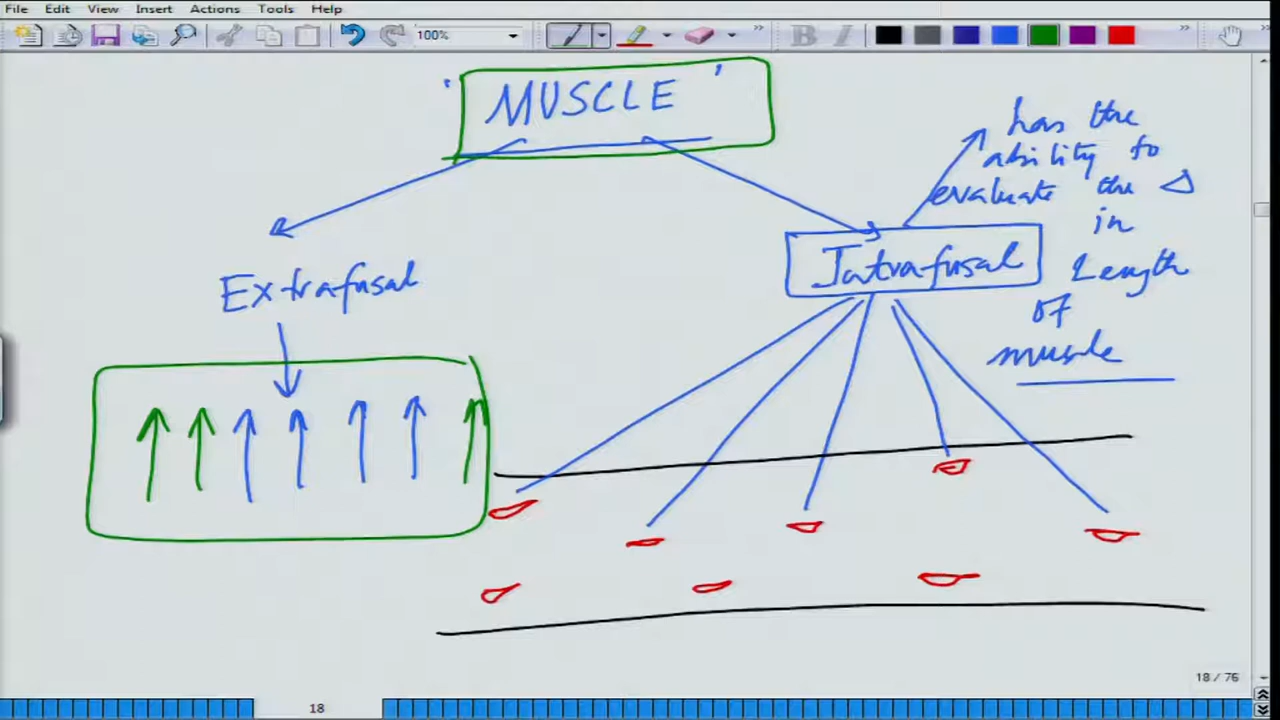 File Edit View Insert Actions Tools Help
100%
MUSCLE
has the
ability to
evaluate the Δ
in
Length
of
muscle
Extrafusal
Intrafusal
18 / 76
18